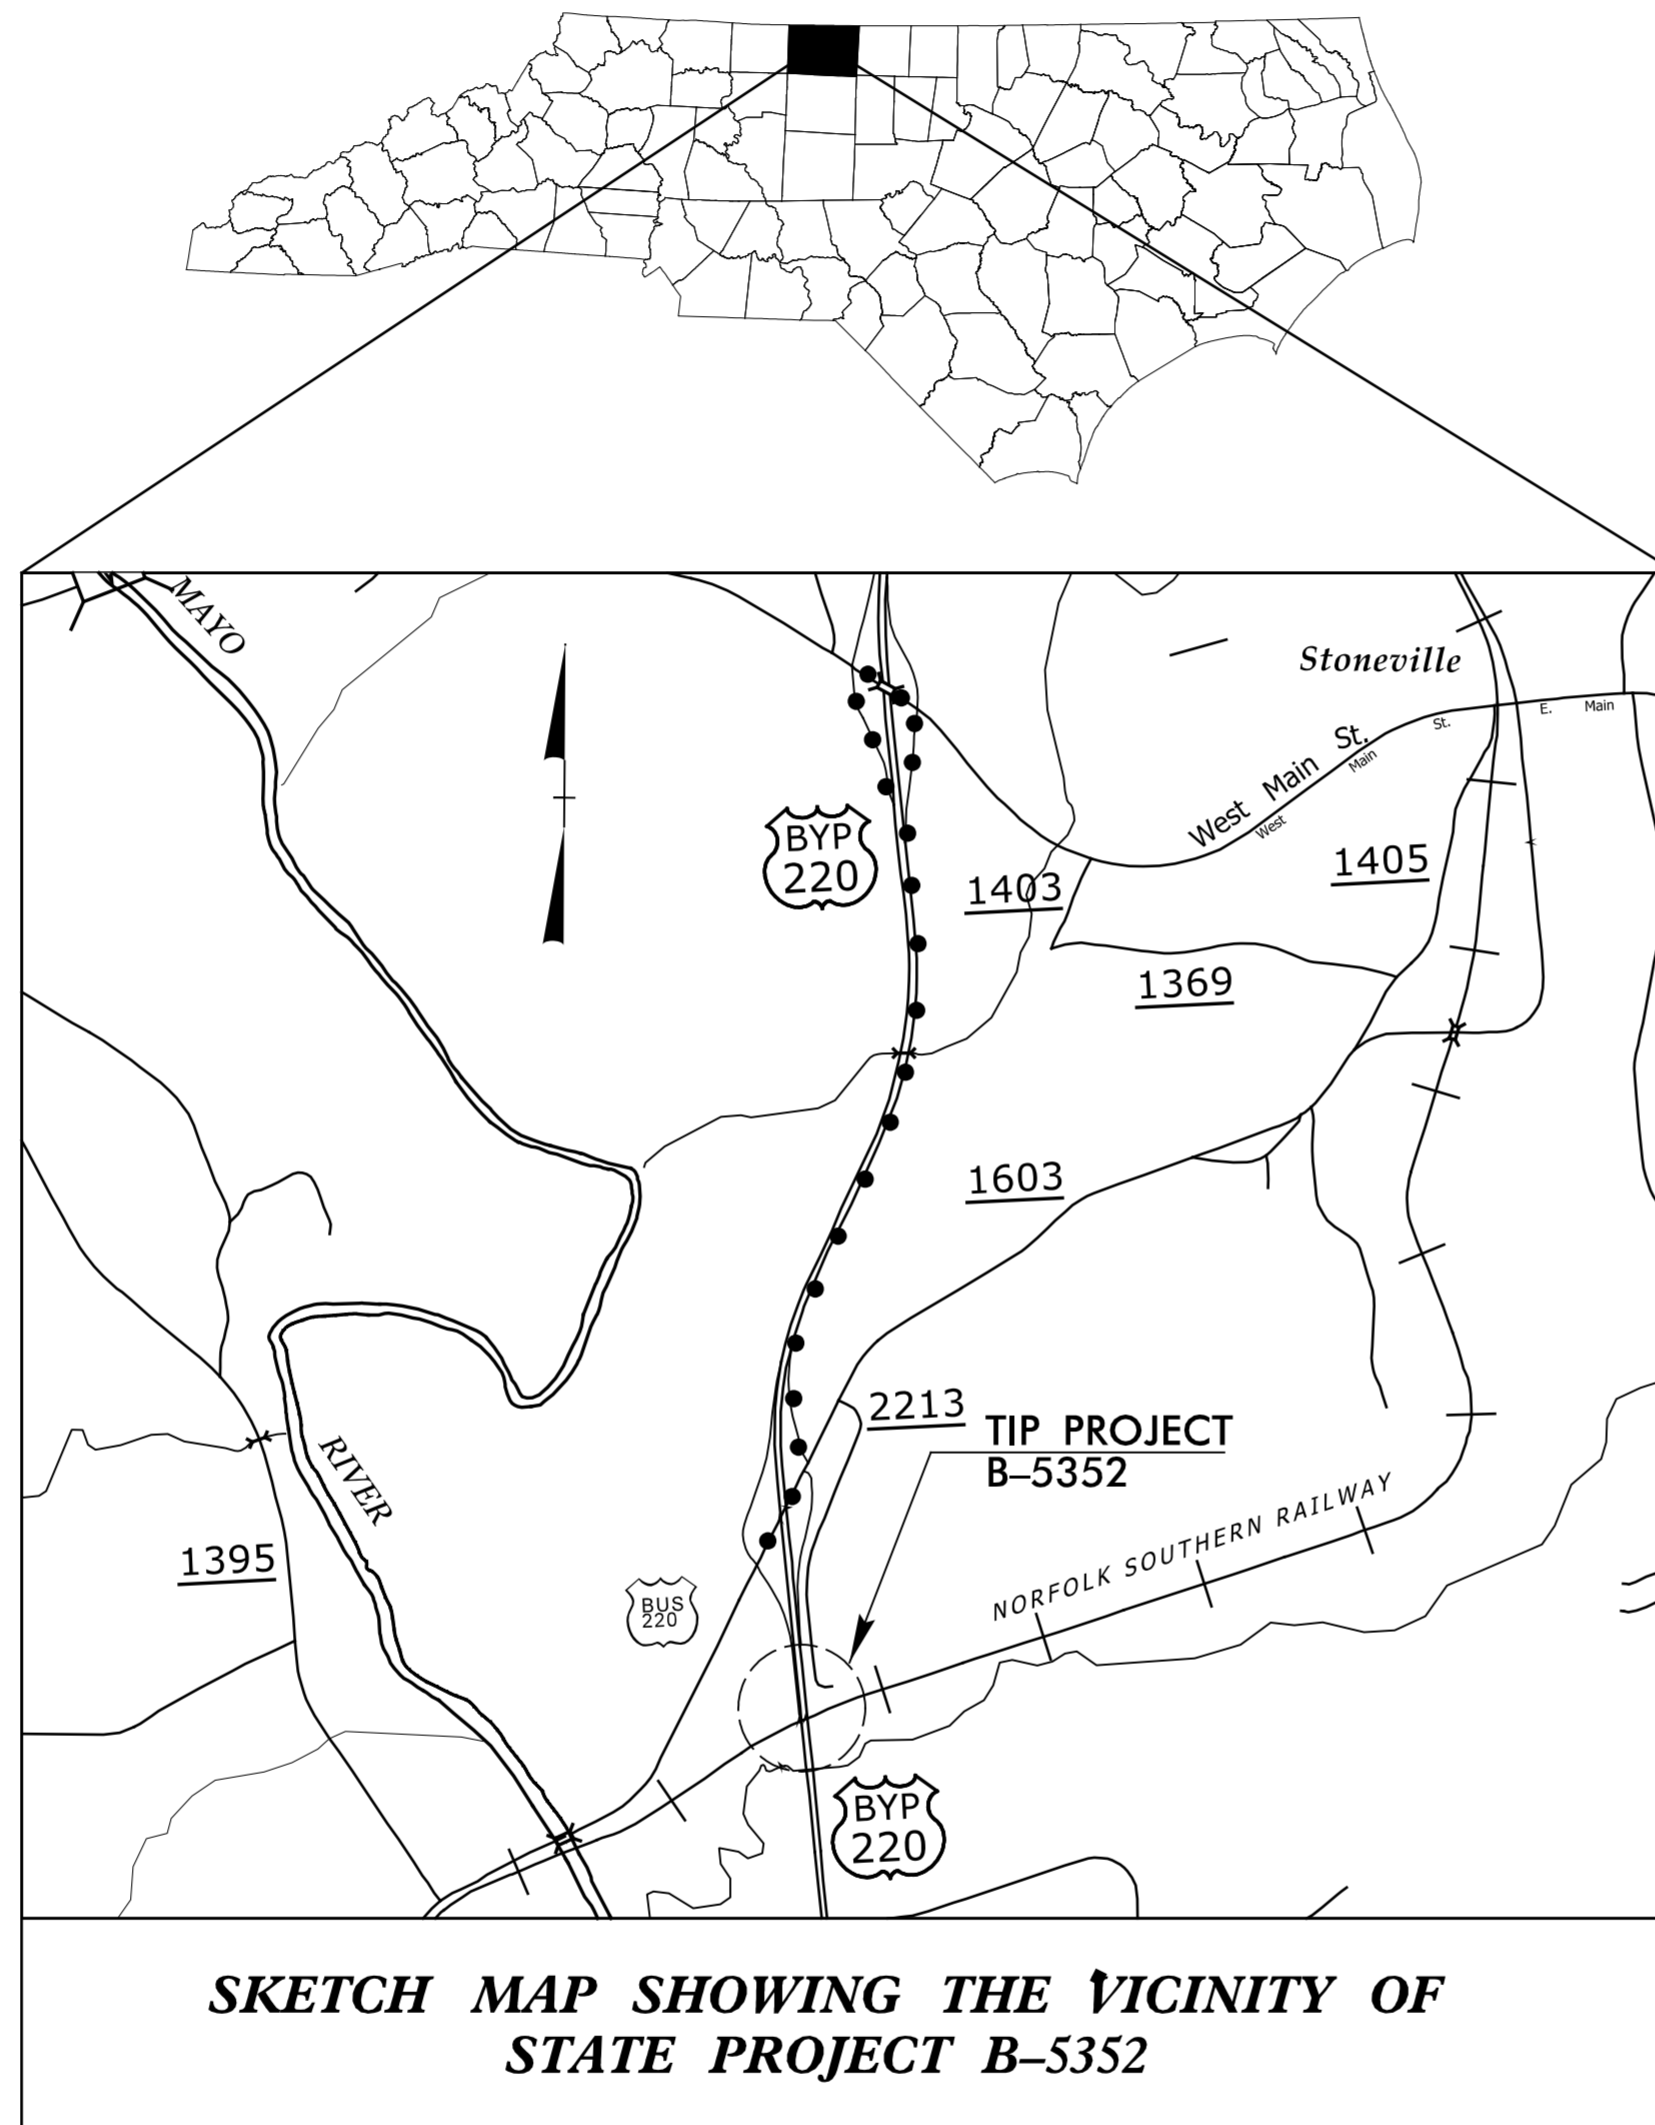 MAYO
Stoneville
E. Main
St.
West Main St.
Main
West
BYP
220
1403
1405
1369
1603
2213
TIP PROJECT
B–5352
RIVER
NORFOLK SOUTHERN RAILWAY
1395
BUS
220
BYP
220
SKETCH MAP SHOWING THE VICINITY OF
STATE PROJECT B–5352